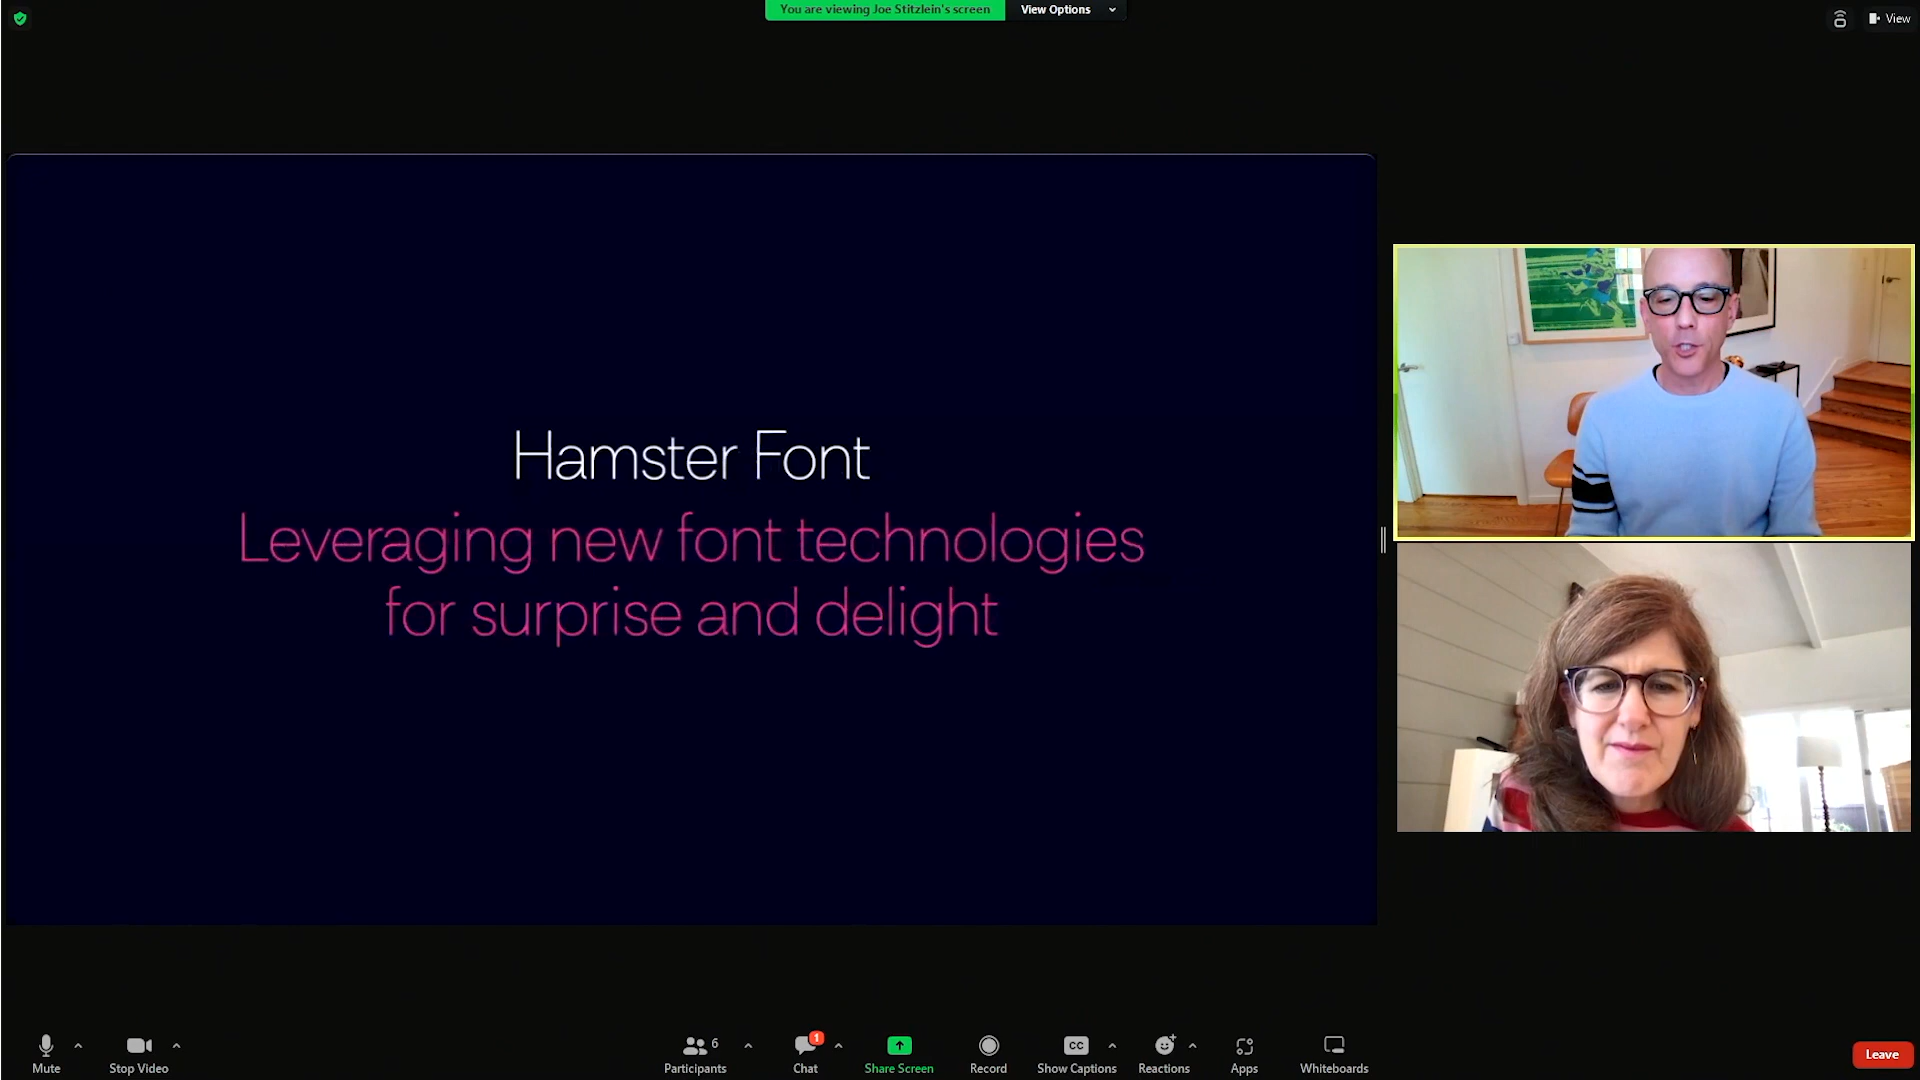 You are viewing Joe Stitzlein's screen
View Options
View
Hamster Font
Leveraging new font technologies
for surprise and delight
Mute
Stop Video
6
Participants
1
Chat
Share Screen
Record
CC
Show Captions
Reactions
Apps
Whiteboards
Leave